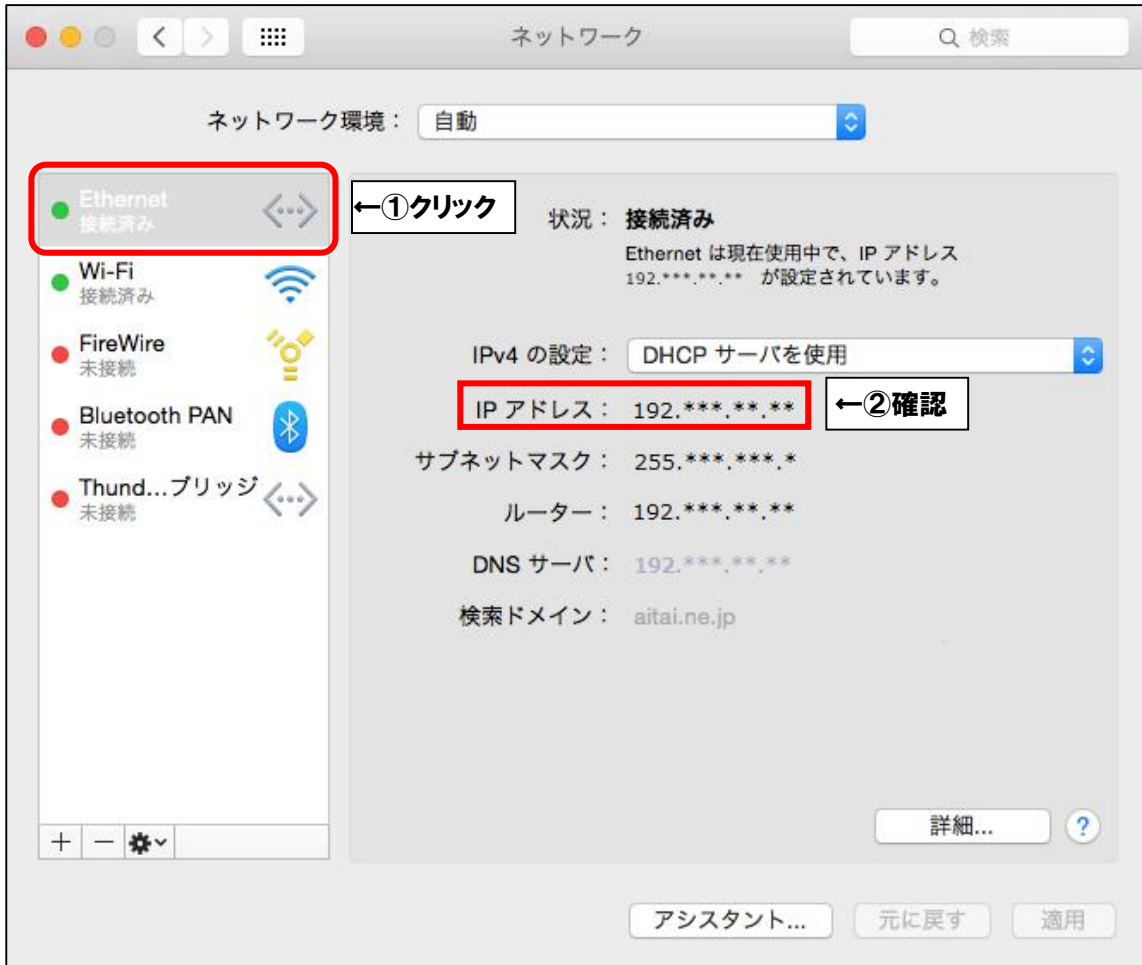 ネットワーク
検索
ネットワーク環境： 自動
Ethernet
接続済み
←①クリック
Wi-Fi
接続済み
FireWire
未接続
Bluetooth PAN
未接続
Thund...ブリッジ
未接続
状況： 接続済み
Ethernet は現在使用中で、IP アドレス
192.***.**.** が設定されています。
IPv4 の設定： DHCP サーバを使用
IP アドレス： 192.***.**.**
←②確認
サブネットマスク： 255.***.***.*
ルーター： 192.***.**.**
DNS サーバ： 192.***.**.**
検索ドメイン： aitai.ne.jp
詳細...
?
アシスタント...
元に戻す
適用